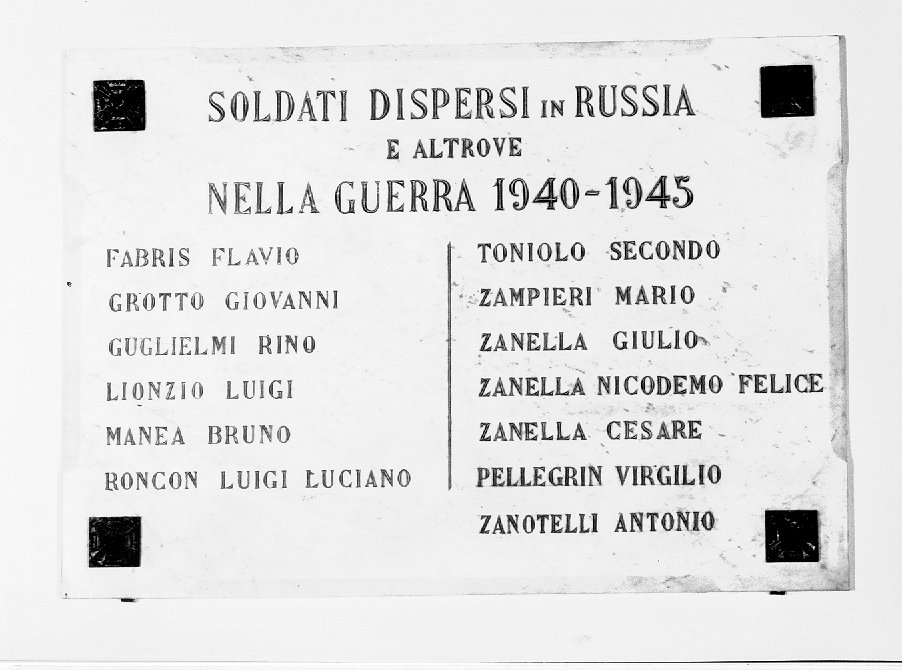 SOLDATI DISPERSI IN RUSSIA
E ALTROVE
NELLA GUERRA 1940-1945
FABRIS FLAVIO
GROTTO GIOVANNI
GUGLIELMI RINO
LIONZIO LUIGI
MANEA BRUNO
RONCON LUIGI LUCIANO
TONIOLO SECONDO
ZAMPIERI MARIO
ZANELLA GIULIO
ZANELLA NICODEMO FELICE
ZANELLA CESARE
PELLEGRIN VIRGILIO
ZANOTELLI ANTONIO